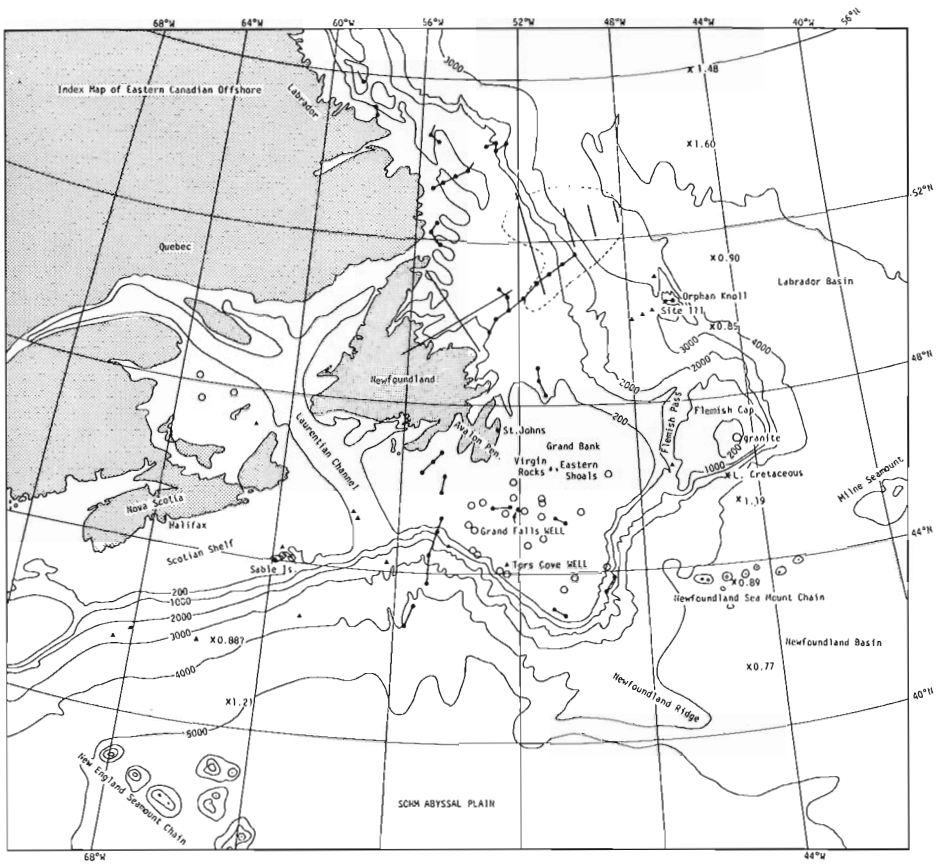 68°W
64°W
60°W
56°W
52°W
48°W
44°W
40°W
56°N
Index Map of Eastern Canadian Offshore
Labrador
3000
x1.48
x1.60
52°N
Quebec
x0.90
Labrador Basin
Orphan Knoll
Site 111
x0.85
3000
4000
2000
2000
48°N
Newfoundland
200
Flemish Pass
Flemish Cap
granite
200
1000
Laurentian Channel
Avalon Pen.
St.Johns
Grand Bank
Virgin
Rocks
Eastern
Shoals
L. Cretaceous
x1.19
Milne Seamount
Nova Scotia
Halifax
Grand Falls WELL
44°N
Scotian Shelf
Sable Is.
Tors Cove WELL
x0.89
Newfoundland Sea Mount Chain
200
1000
2000
3000
x0.887
4000
Newfoundland Basin
x0.77
x1.21
Newfoundland Ridge
40°N
5000
New England Seamount Chain
SOHM ABYSSAL PLAIN
68°W
44°W